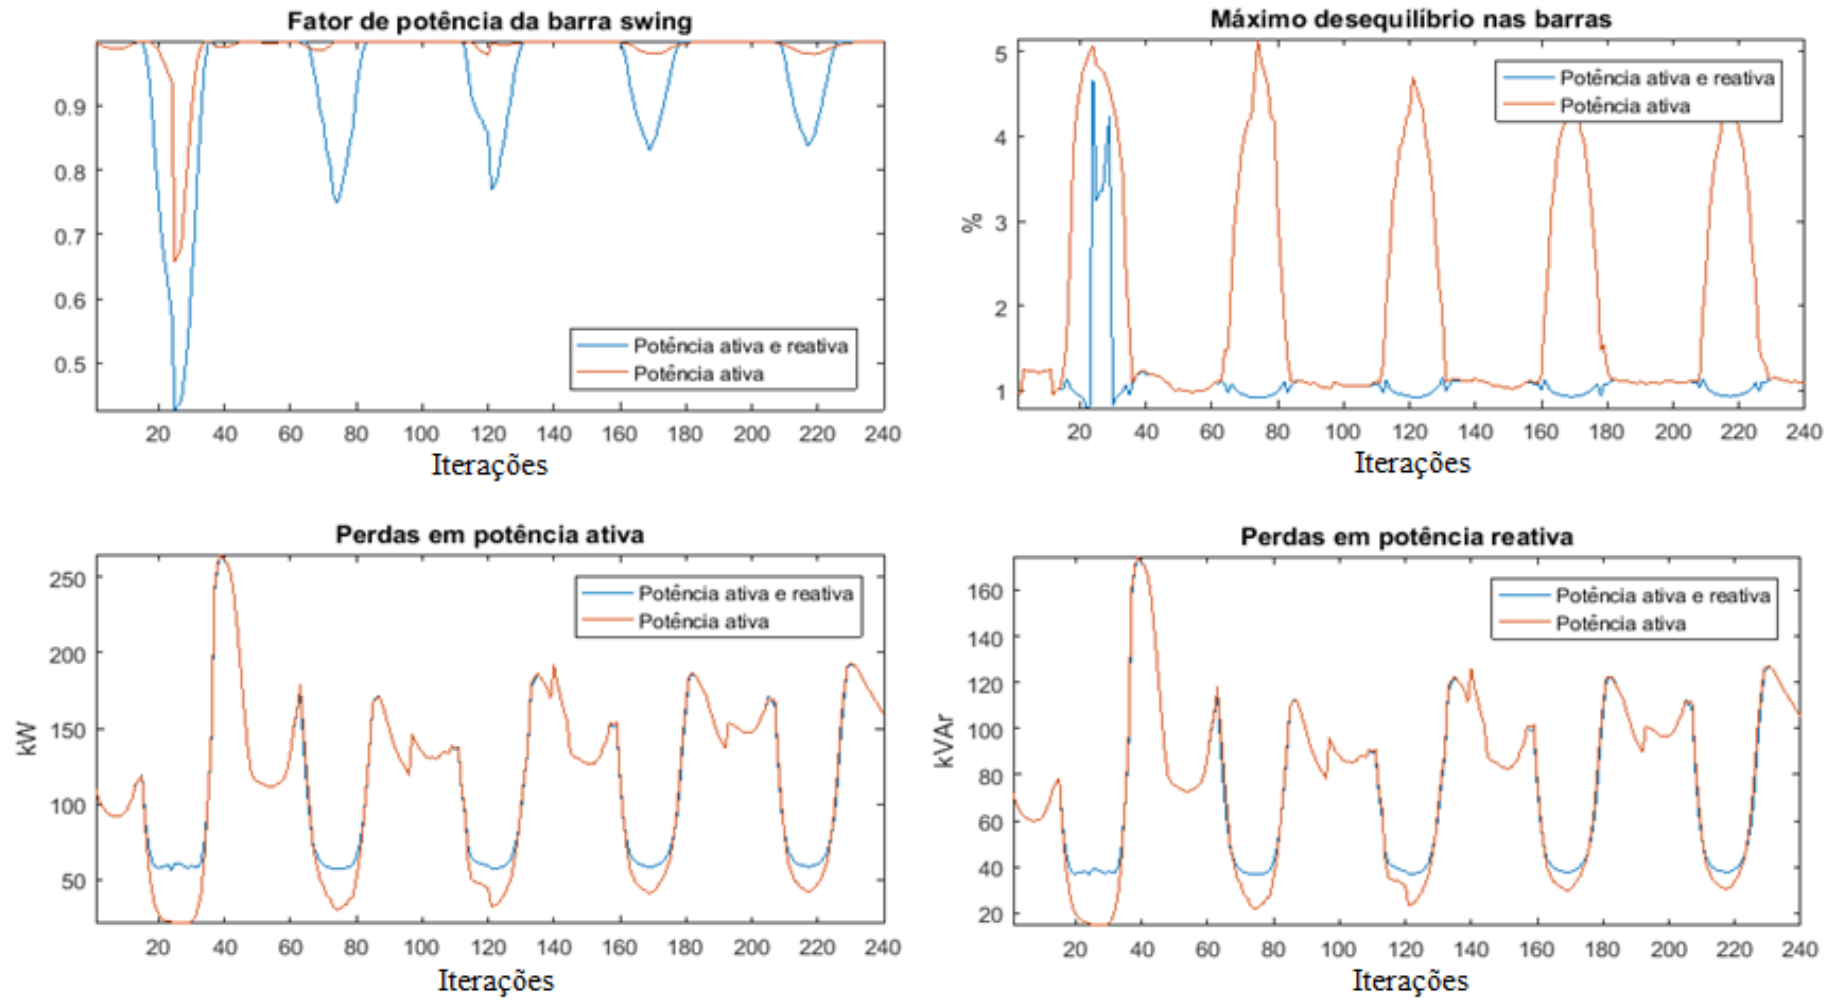 Fator de potência da barra swing
0.9
0.8
0.7
0.6
0.5
Potência ativa e reativa
Potência ativa
20 40 60 80 100 120 140 160 180 200 220 240
Iterações
Máximo desequilíbrio nas barras
%
5
4
3
2
1
Potência ativa e reativa
Potência ativa
20 40 60 80 100 120 140 160 180 200 220 240
Iterações
Perdas em potência ativa
kW
250
200
150
100
50
Potência ativa e reativa
Potência ativa
20 40 60 80 100 120 140 160 180 200 220 240
Iterações
Perdas em potência reativa
kVAr
160
140
120
100
80
60
40
20
Potência ativa e reativa
Potência ativa
20 40 60 80 100 120 140 160 180 200 220 240
Iterações